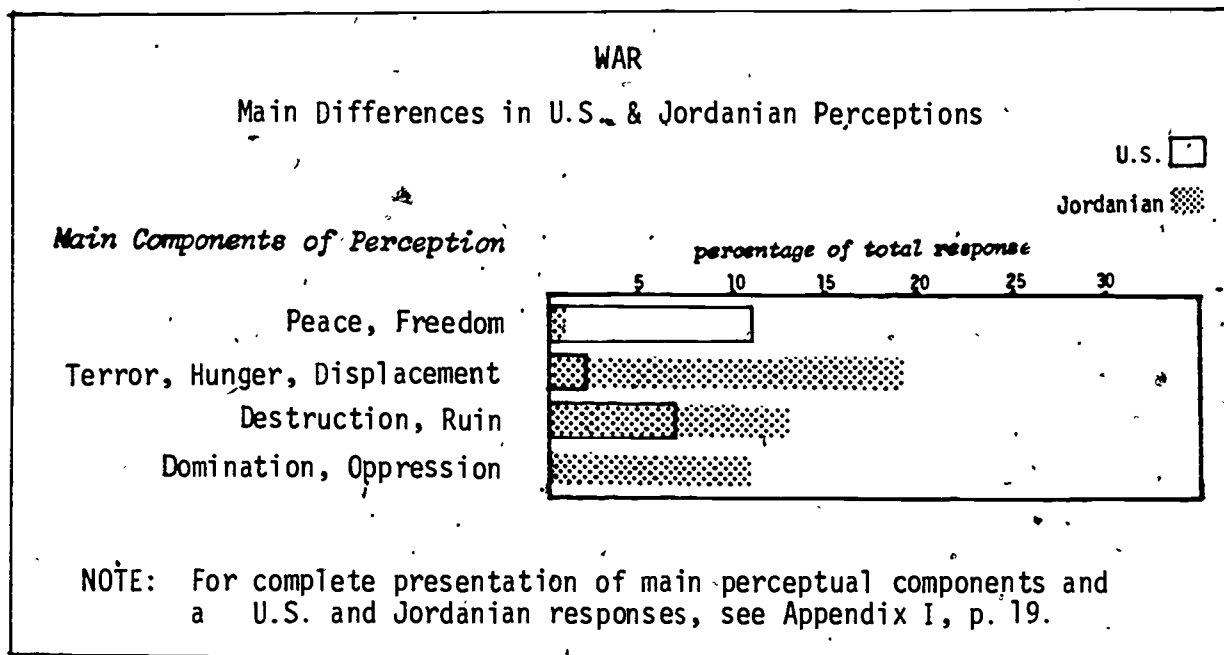 WAR
Main Differences in U.S. & Jordanian Perceptions
U.S.
Jordanian
Main Components of Perception
percentage of total response
5 10 15 20 25 30
Peace, Freedom
Terror, Hunger, Displacement
Destruction, Ruin
Domination, Oppression
NOTE: For complete presentation of main perceptual components and
a U.S. and Jordanian responses, see Appendix I, p. 19.